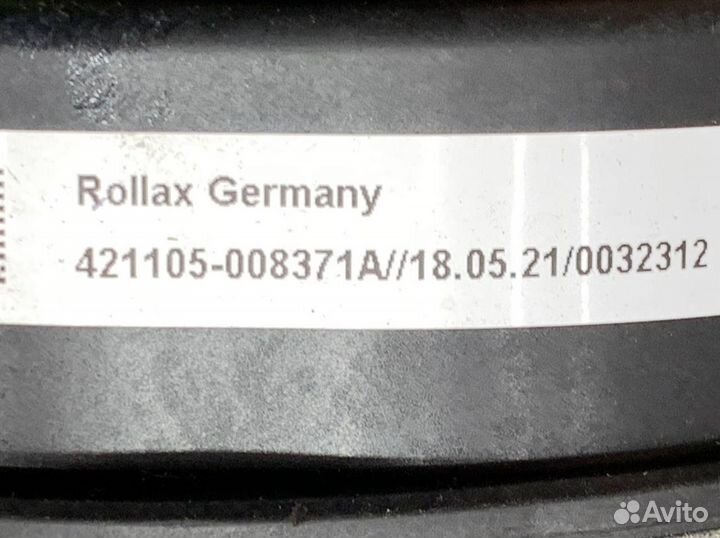 Rollax Germany
421105-008371A//18.05.21/0032312
Avito